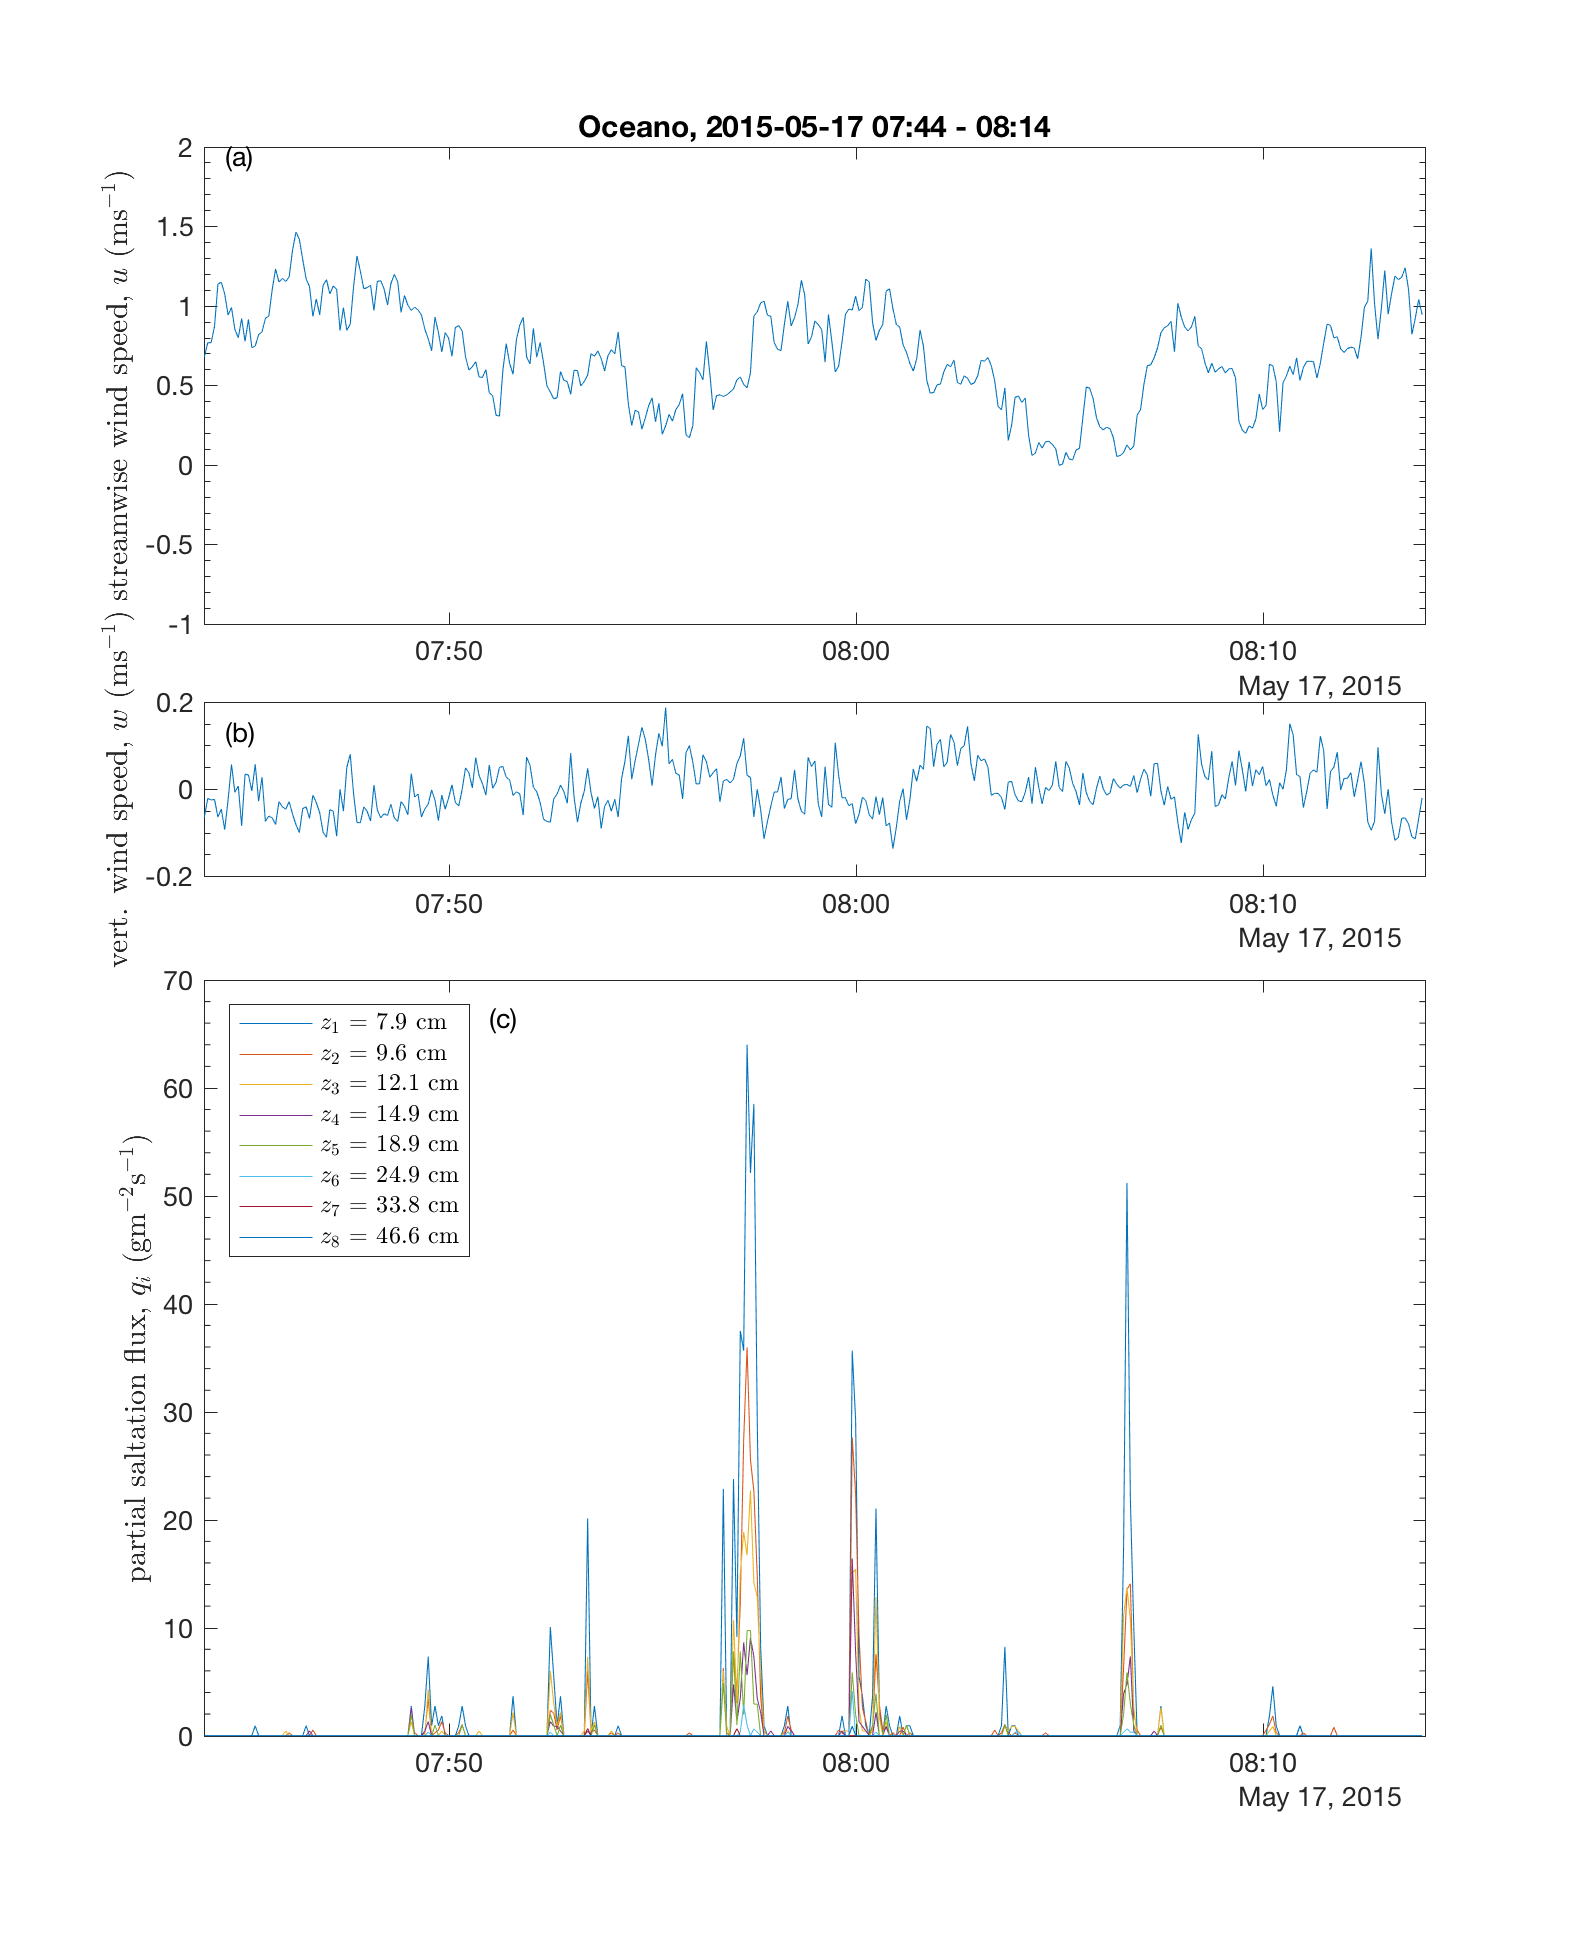 Oceano, 2015-05-17 07:44 - 08:14
(a)
2
1.5
1
0.5
0
-0.5
-1
streamwise wind speed, u (ms⁻¹)
07:50 08:00 08:10
May 17, 2015
(b)
0.2
0
-0.2
vert. wind speed, w (ms⁻¹)
07:50 08:00 08:10
May 17, 2015
(c)
70
60
50
40
30
20
10
0
partial saltation flux, qᵢ (gm⁻²s⁻¹)
z₁ = 7.9 cm
z₂ = 9.6 cm
z₃ = 12.1 cm
z₄ = 14.9 cm
z₅ = 18.9 cm
z₆ = 24.9 cm
z₇ = 33.8 cm
z₈ = 46.6 cm
07:50 08:00 08:10
May 17, 2015